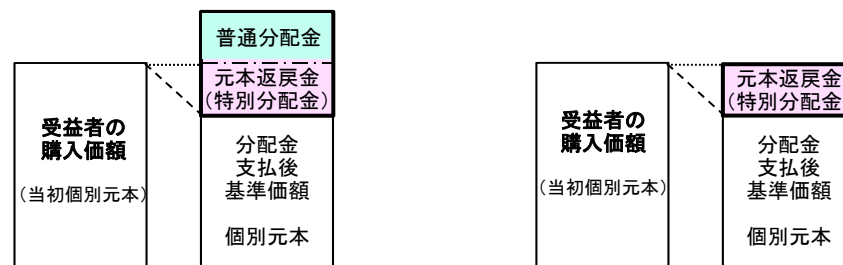 普通分配金
元本返戻金
(特別分配金)
受益者の
購入価額
(当初個別元本)
分配金
支払後
基準価額
個別元本
元本返戻金
(特別分配金
受益者の
購入価額
(当初個別元本)
分配金
支払後
基準価額
個別元本